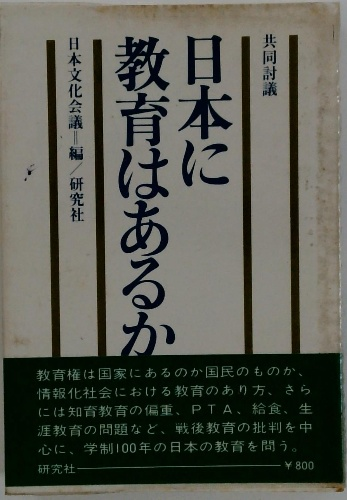 共同討議
日本に
教育はあるか
日本文化会議＝編／研究社
教育権は国家にあるのか国民のものか、
情報化社会における教育のあり方、さら
には知育教育の偏重、ＰＴＡ、給食、生
涯教育の問題など、戦後教育の批判を中
心に、学制100年の日本の教育を問う。
研究社――――――――――￥800